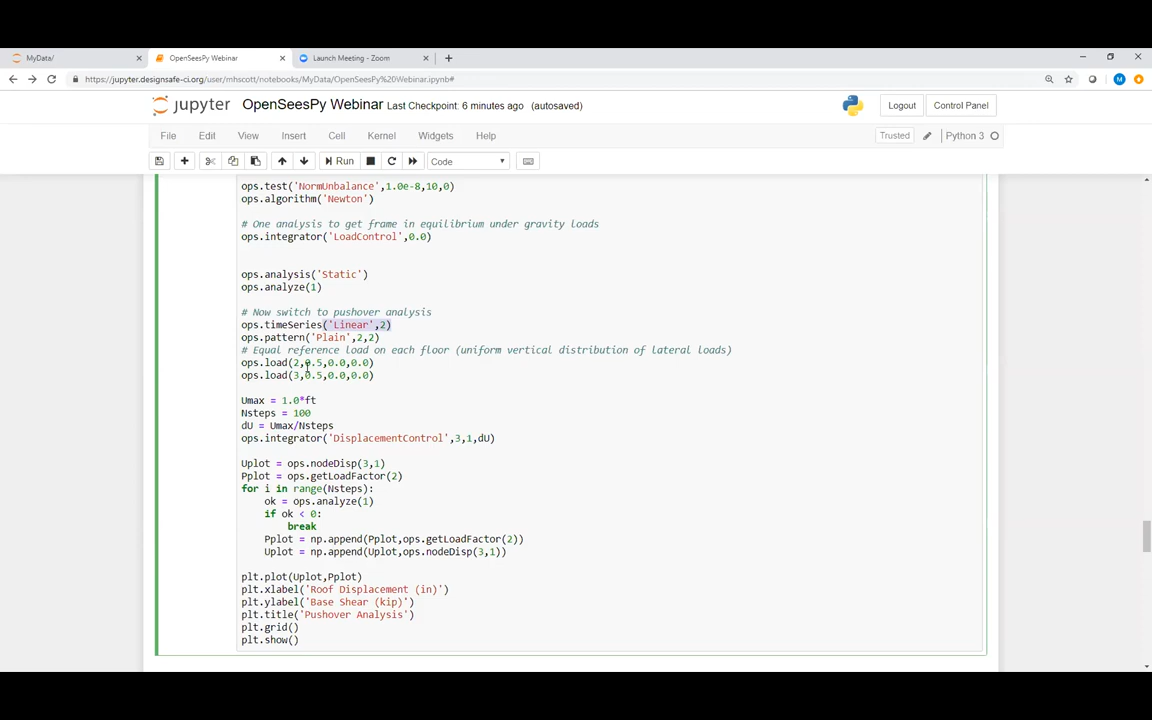 MyData/
OpenSeesPy Webinar
Launch Meeting - Zoom
https://jupyter.designsafe-ci.org/user/mhscott/notebooks/MyData/OpenSeesPy%20Webinar.ipynb#
M
jupyter OpenSeesPy Webinar Last Checkpoint: 6 minutes ago (autosaved)
Logout
Control Panel
File Edit View Insert Cell Kernel Widgets Help
Trusted
Python 3
Run
Code
ops.test('NormUnbalance',1.0e-8,10,0)
ops.algorithm('Newton')
# One analysis to get frame in equilibrium under gravity loads
ops.integrator('LoadControl',0.0)
ops.analysis('Static')
ops.analyze(1)
# Now switch to pushover analysis
ops.timeSeries('Linear',2)
ops.pattern('Plain',2,2)
# Equal reference load on each floor (uniform vertical distribution of lateral loads)
ops.load(2,0.5,0.0,0.0)
ops.load(3,0.5,0.0,0.0)
Umax = 1.0*ft
Nsteps = 100
dU = Umax/Nsteps
ops.integrator('DisplacementControl',3,1,dU)
Uplot = ops.nodeDisp(3,1)
Pplot = ops.getLoadFactor(2)
for i in range(Nsteps):
    ok = ops.analyze(1)
    if ok < 0:
        break
    Pplot = np.append(Pplot,ops.getLoadFactor(2))
    Uplot = np.append(Uplot,ops.nodeDisp(3,1))
plt.plot(Uplot,Pplot)
plt.xlabel('Roof Displacement (in)')
plt.ylabel('Base Shear (kip)')
plt.title('Pushover Analysis')
plt.grid()
plt.show()